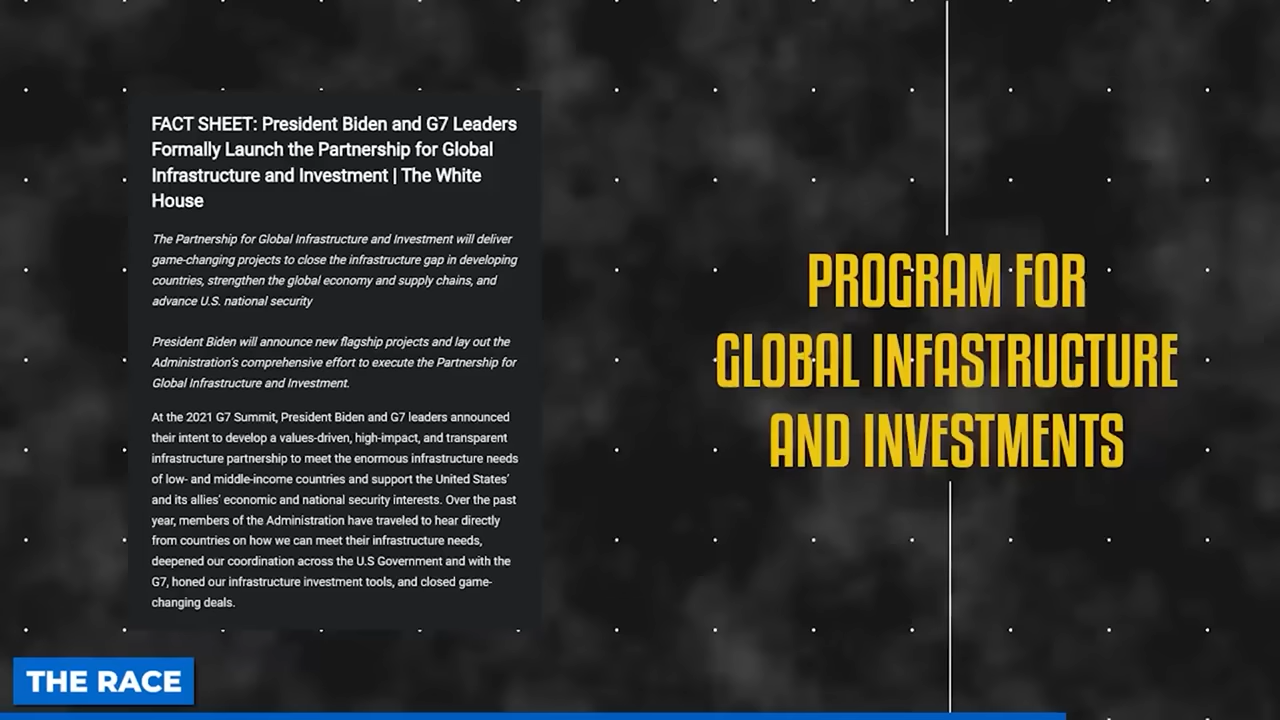 FACT SHEET: President Biden and G7 Leaders
Formally Launch the Partnership for Global
Infrastructure and Investment | The White
House
The Partnership for Global Infrastructure and Investment will deliver
game-changing projects to close the infrastructure gap in developing
countries, strengthen the global economy and supply chains, and
advance U.S. national security
President Biden will announce new flagship projects and lay out the
Administration's comprehensive effort to execute the Partnership for
Global Infrastructure and Investment.
At the 2021 G7 Summit, President Biden and G7 leaders announced
their intent to develop a values-driven, high-impact, and transparent
infrastructure partnership to meet the enormous infrastructure needs
of low- and middle-income countries and support the United States'
and its allies' economic and national security interests. Over the past
year, members of the Administration have traveled to hear directly
from countries on how we can meet their infrastructure needs,
deepened our coordination across the U.S Government and with the
G7, honed our infrastructure investment tools, and closed game-
changing deals.
PROGRAM FOR
GLOBAL INFASTRUCTURE
AND INVESTMENTS
THE RACE